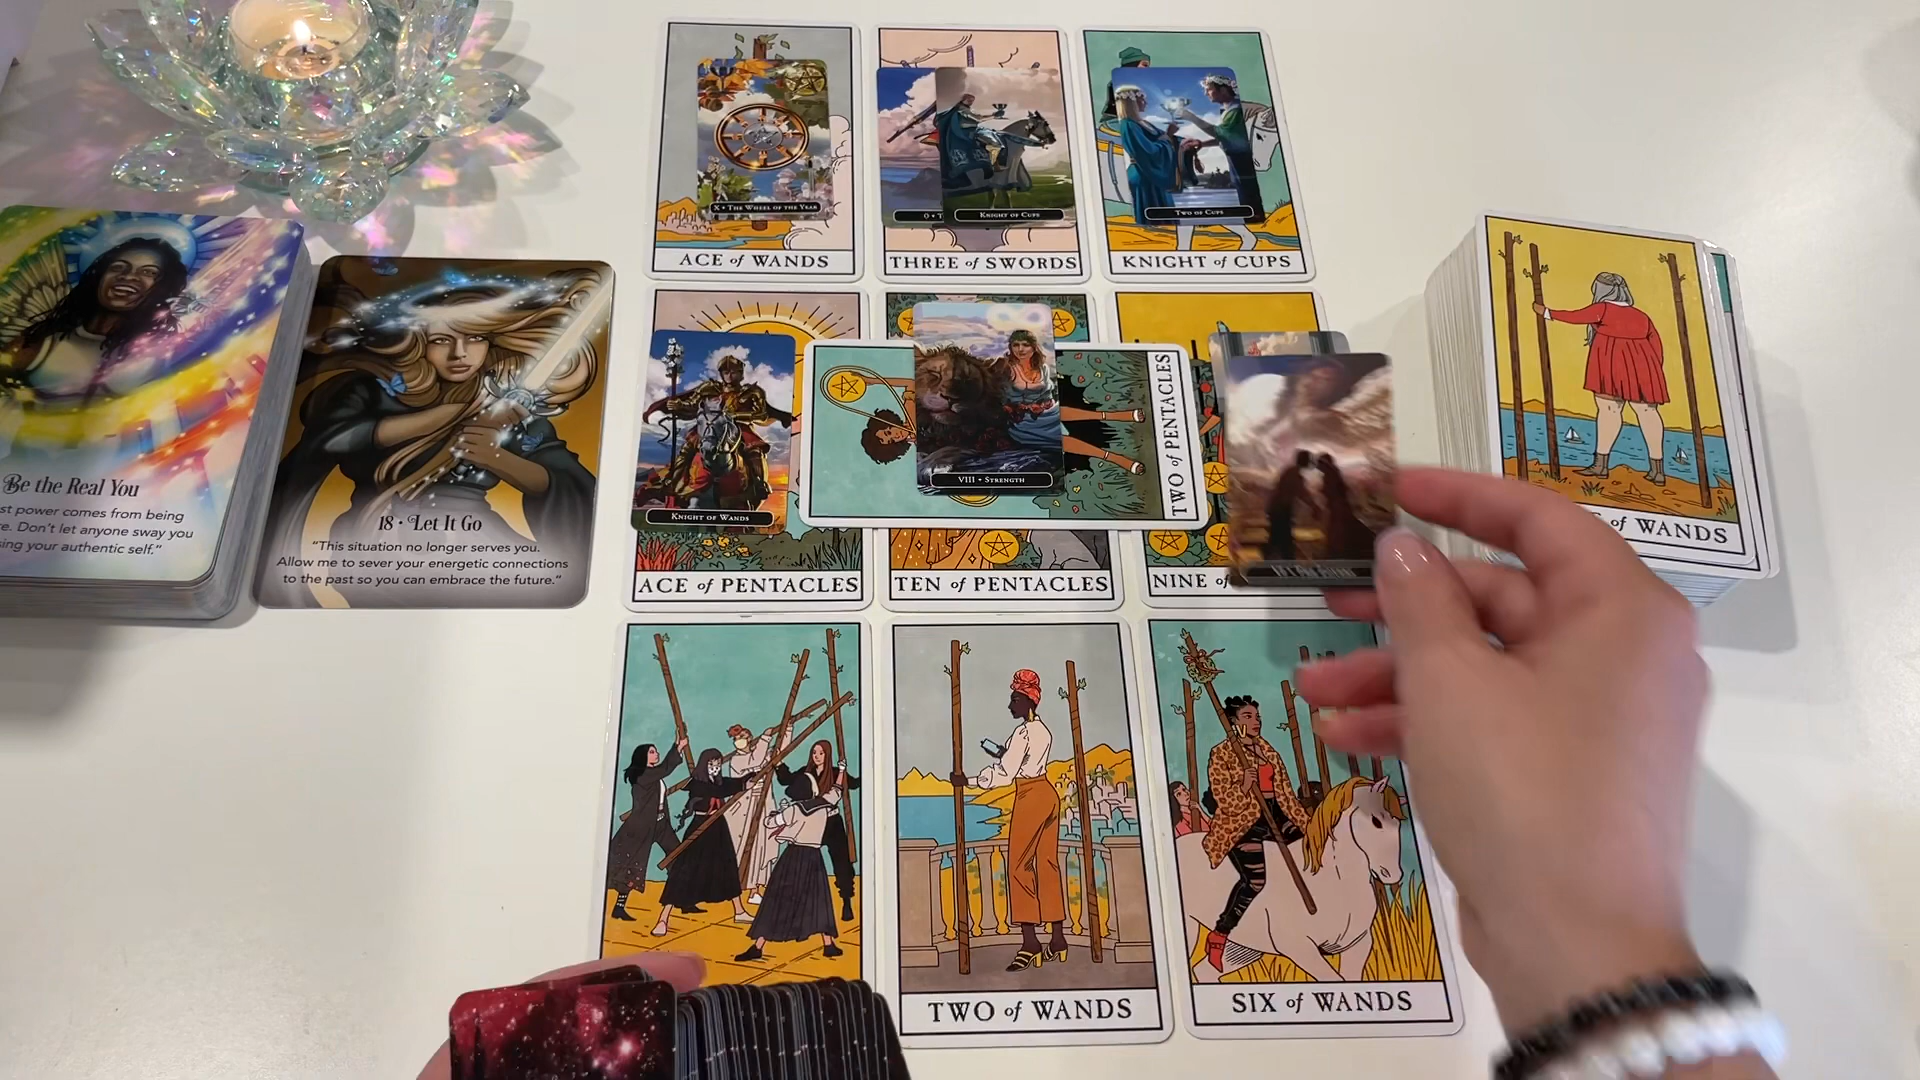 ACE of WANDS
X • THE WHEEL OF THE YEAR
THREE of SWORDS
0 • T
KNIGHT OF CUPS
KNIGHT of CUPS
TWO OF CUPS
Be the Real You
st power comes from being
re. Don't let anyone sway you
sing your authentic self."
18 • Let It Go
"This situation no longer serves you.
Allow me to sever your energetic connections
to the past so you can embrace the future."
ACE of PENTACLES
KNIGHT OF WANDS
TEN of PENTACLES
TWO of PENTACLES
VIII • STRENGTH
NINE of
of WANDS
TWO of WANDS
SIX of WANDS